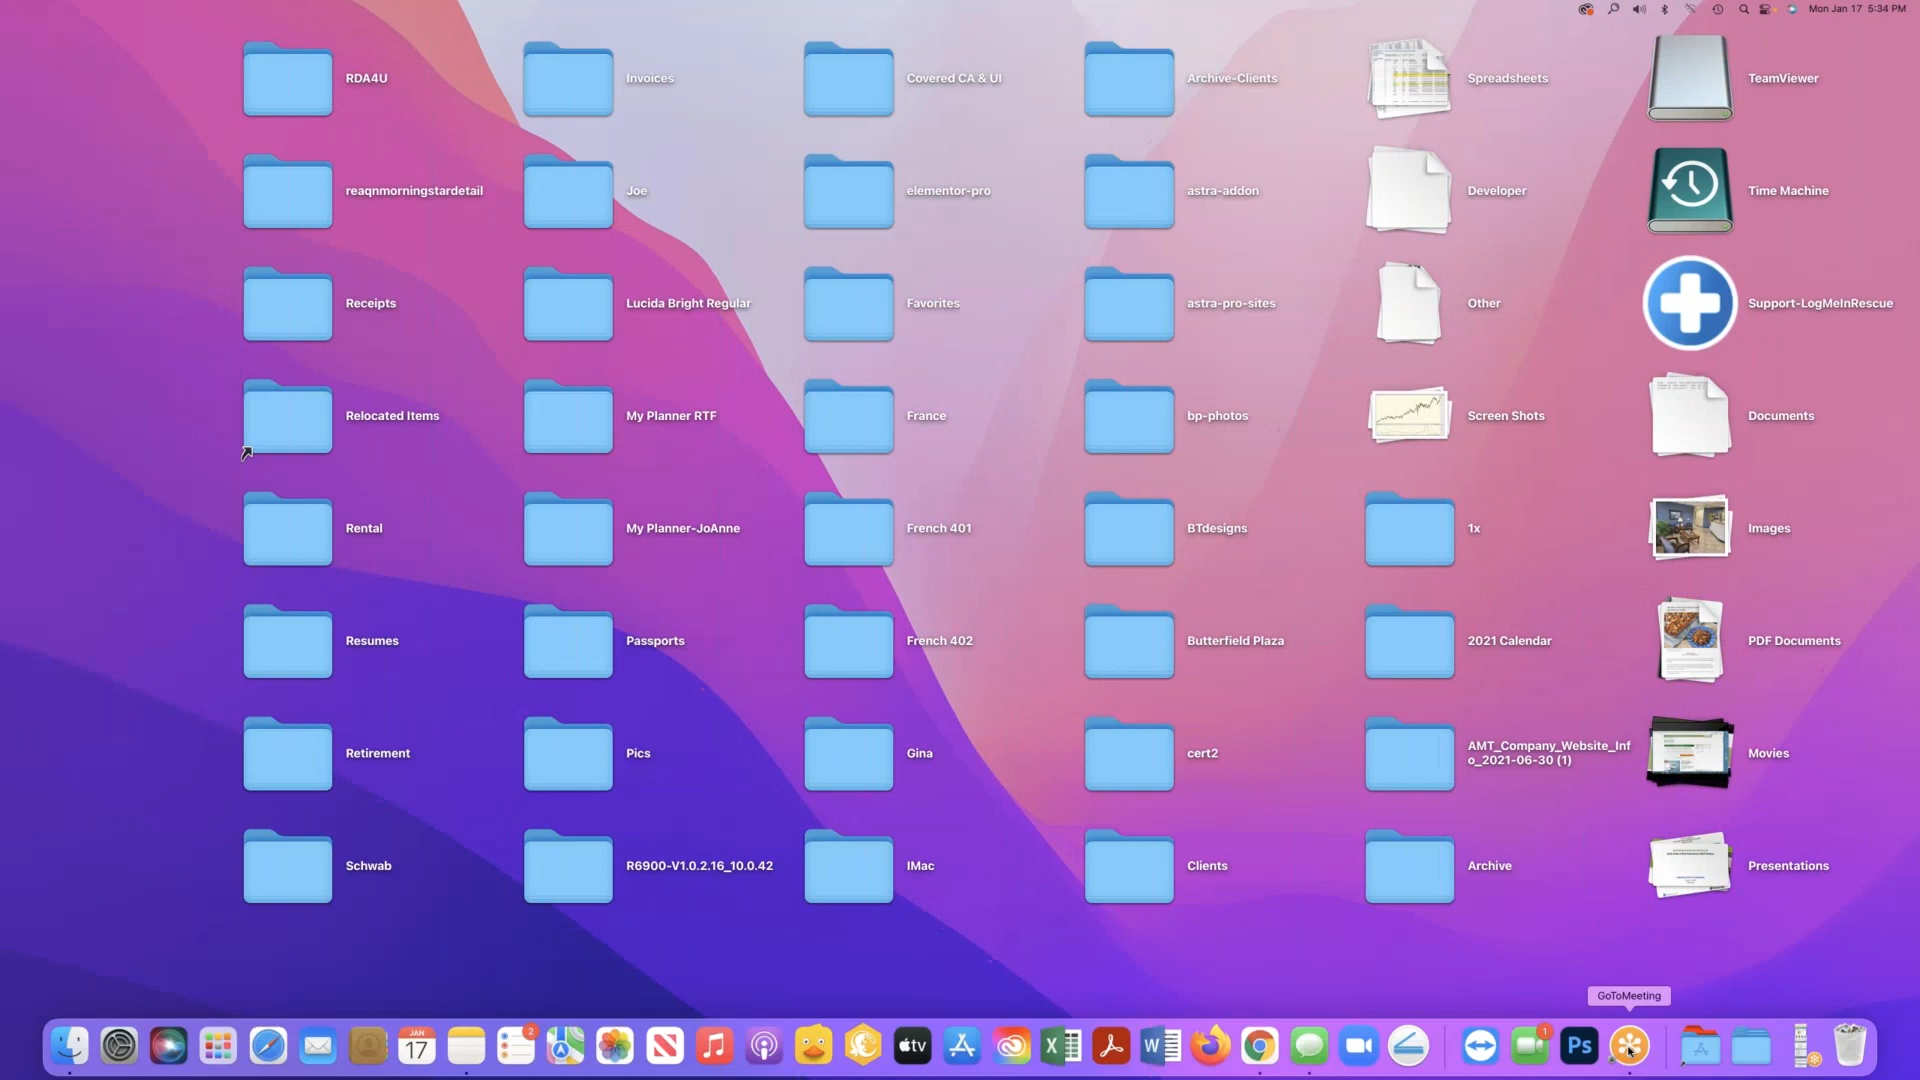 Mon Jan 17 5:34 PM
RDA4U
Invoices
Covered CA & UI
Archive-Clients
Spreadsheets
TeamViewer
reaqnmorningstardetail
Joe
elementor-pro
astra-addon
Developer
Time Machine
Receipts
Lucida Bright Regular
Favorites
astra-pro-sites
Other
Support-LogMeInRescue
Relocated Items
My Planner RTF
France
bp-photos
Screen Shots
Documents
Rental
My Planner-JoAnne
French 401
BTdesigns
1x
Images
Resumes
Passports
French 402
Butterfield Plaza
2021 Calendar
PDF Documents
Retirement
Pics
Gina
cert2
AMT_Company_Website_Inf
o_2021-06-30 (1)
Movies
Schwab
R6900-V1.0.2.16_10.0.42
IMac
Clients
Archive
Presentations
GoToMeeting
JAN
17
2
tv
X
W
1
Ps